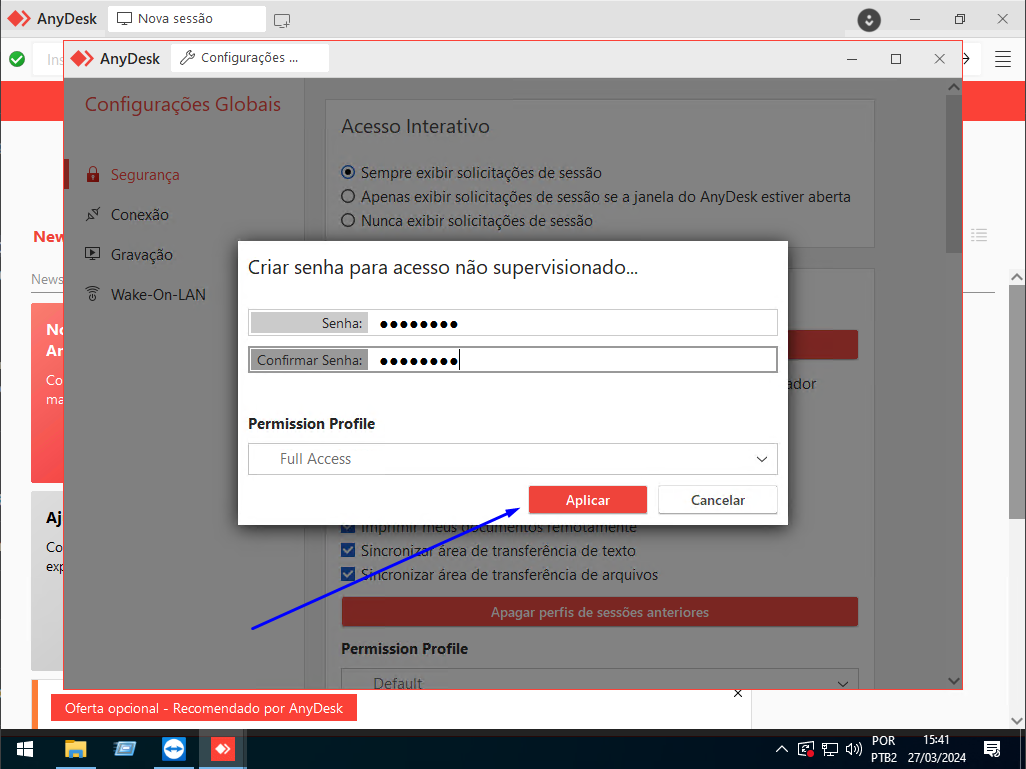 AnyDesk
Nova sessão
Ins
AnyDesk
Configurações ...
Configurações Globais
Segurança
Conexão
Gravação
Wake-On-LAN
Acesso Interativo
Sempre exibir solicitações de sessão
Apenas exibir solicitações de sessão se a janela do AnyDesk estiver aberta
Nunca exibir solicitações de sessão
New
News
No
An
Co
ma
Aj
Co
exp
Criar senha para acesso não supervisionado...
Senha: ●●●●●●●●
Confirmar Senha: ●●●●●●●●
Permission Profile
Full Access
Aplicar
Cancelar
ador
Imprimir meus documentos remotamente
Sincronizar área de transferência de texto
Sincronizar área de transferência de arquivos
Apagar perfis de sessões anteriores
Permission Profile
Default
Oferta opcional - Recomendado por AnyDesk
POR
PTB2
15:41
27/03/2024